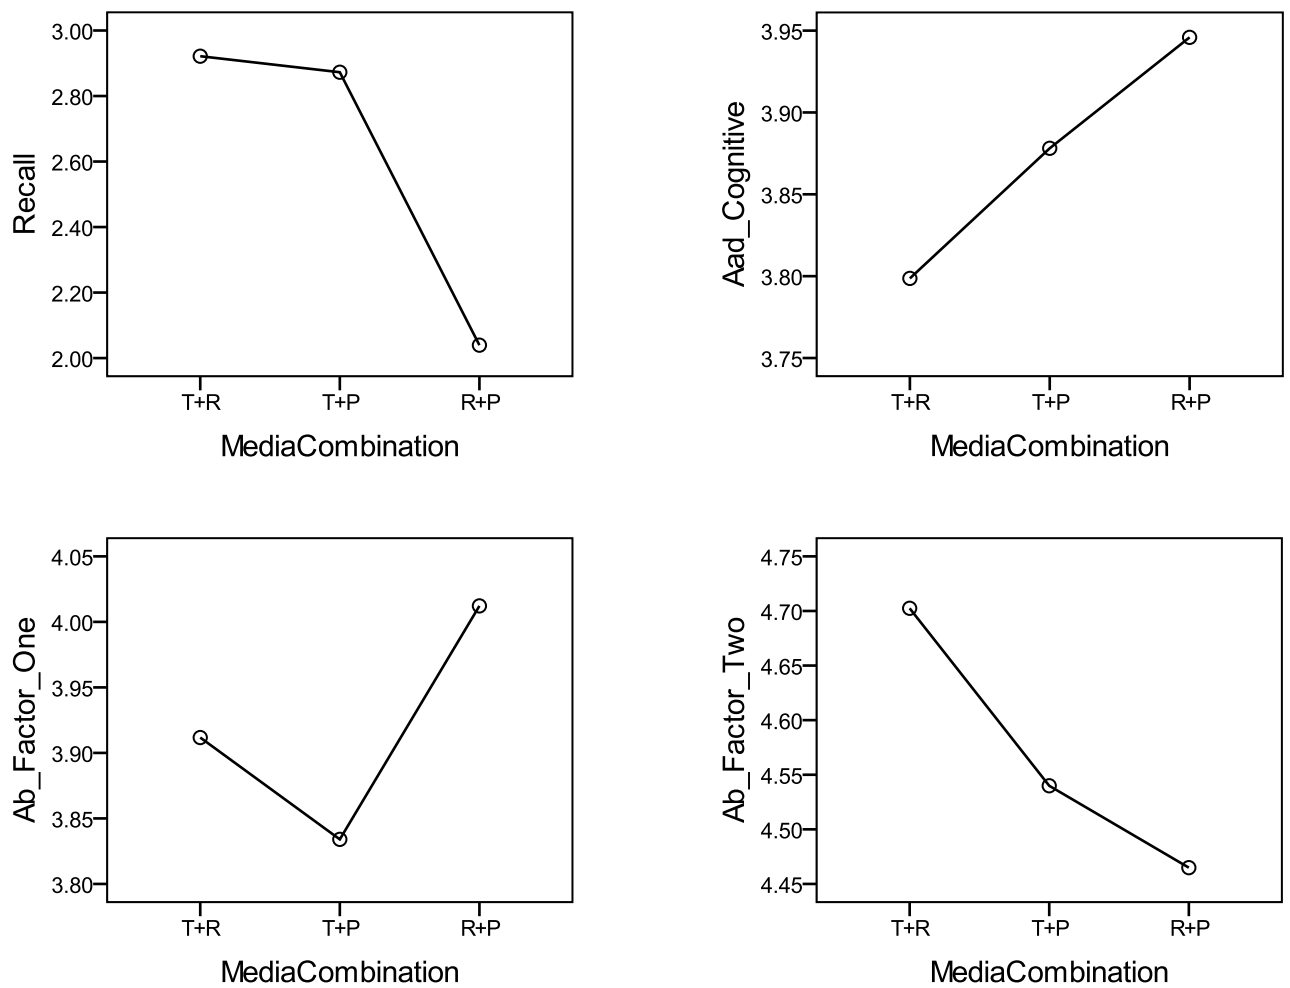 3.00
2.80
2.60
2.40
2.20
2.00
Recall
T+R T+P R+P
MediaCombination
3.95
3.90
3.85
3.80
3.75
Aad_Cognitive
T+R T+P R+P
MediaCombination
4.05
4.00
3.95
3.90
3.85
3.80
Ab_Factor_One
T+R T+P R+P
MediaCombination
4.75
4.70
4.65
4.60
4.55
4.50
4.45
Ab_Factor_Two
T+R T+P R+P
MediaCombination